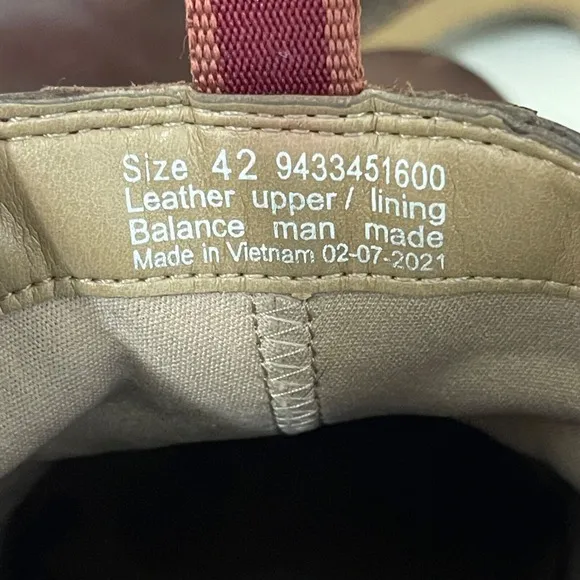 Size 42 9433451600
Leather upper/ lining
Balance man made
Made in Vietnam 02-07-2021